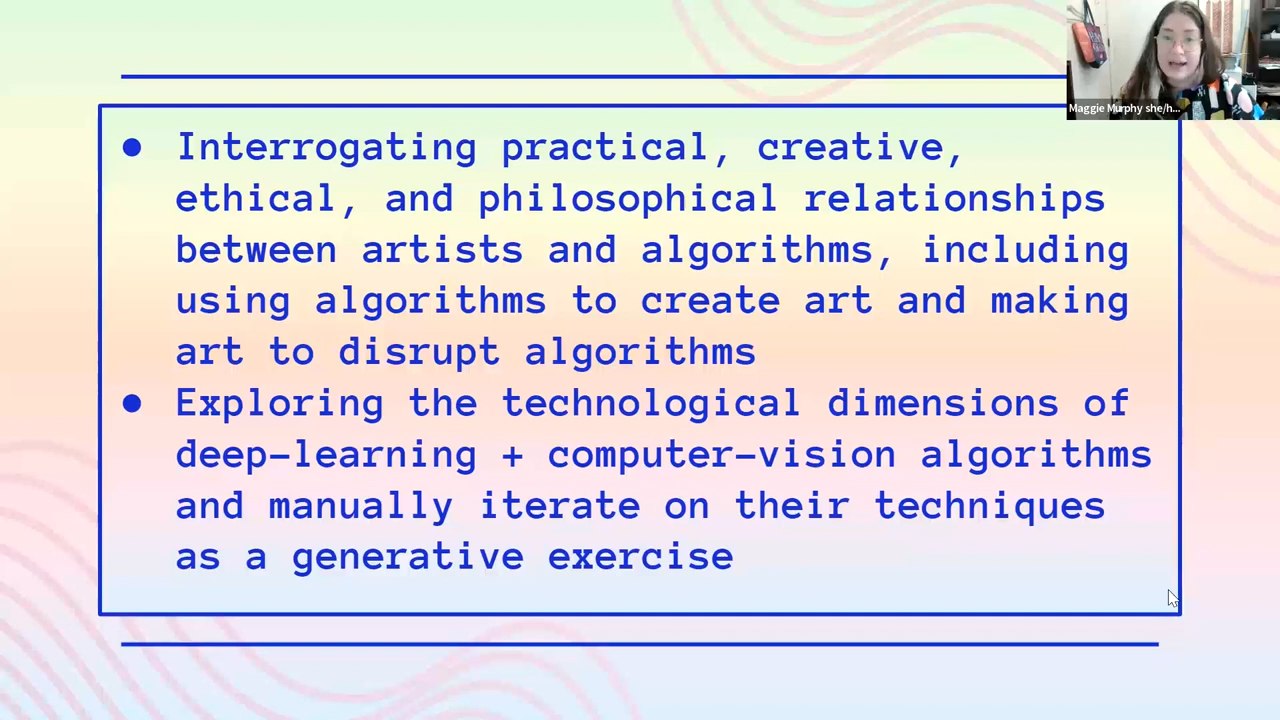 Maggie Murphy she/h...
● Interrogating practical, creative,
ethical, and philosophical relationships
between artists and algorithms, including
using algorithms to create art and making
art to disrupt algorithms
● Exploring the technological dimensions of
deep-learning + computer-vision algorithms
and manually iterate on their techniques
as a generative exercise